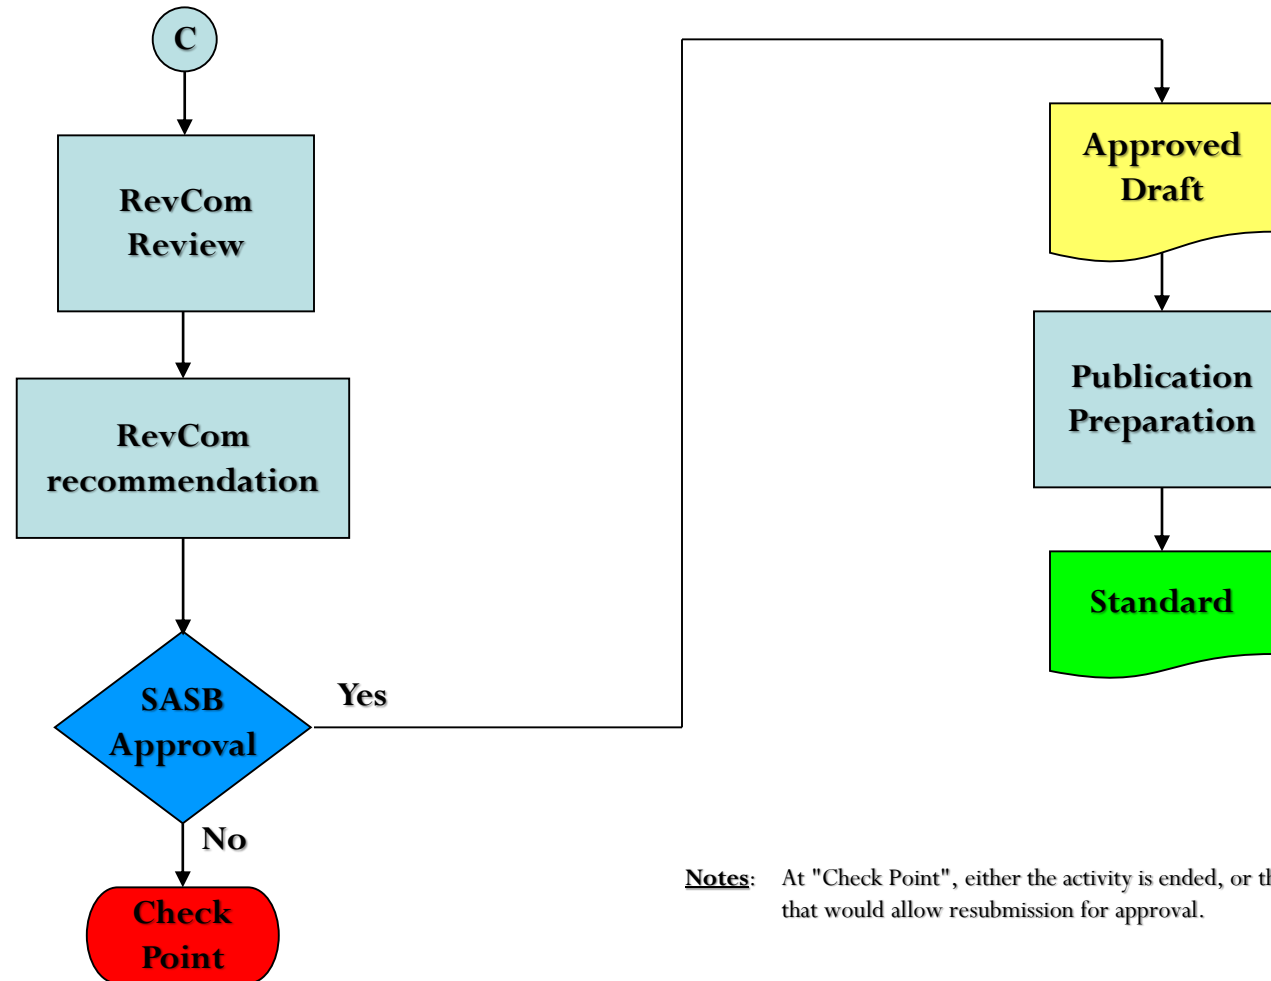 C
RevCom
Review
RevCom
recommendation
SASB
Approval
Yes
No
Check
Point
Approved
Draft
Publication
Preparation
Standard
Notes: At "Check Point", either the activity is ended, or
that would allow resubmission for approval.